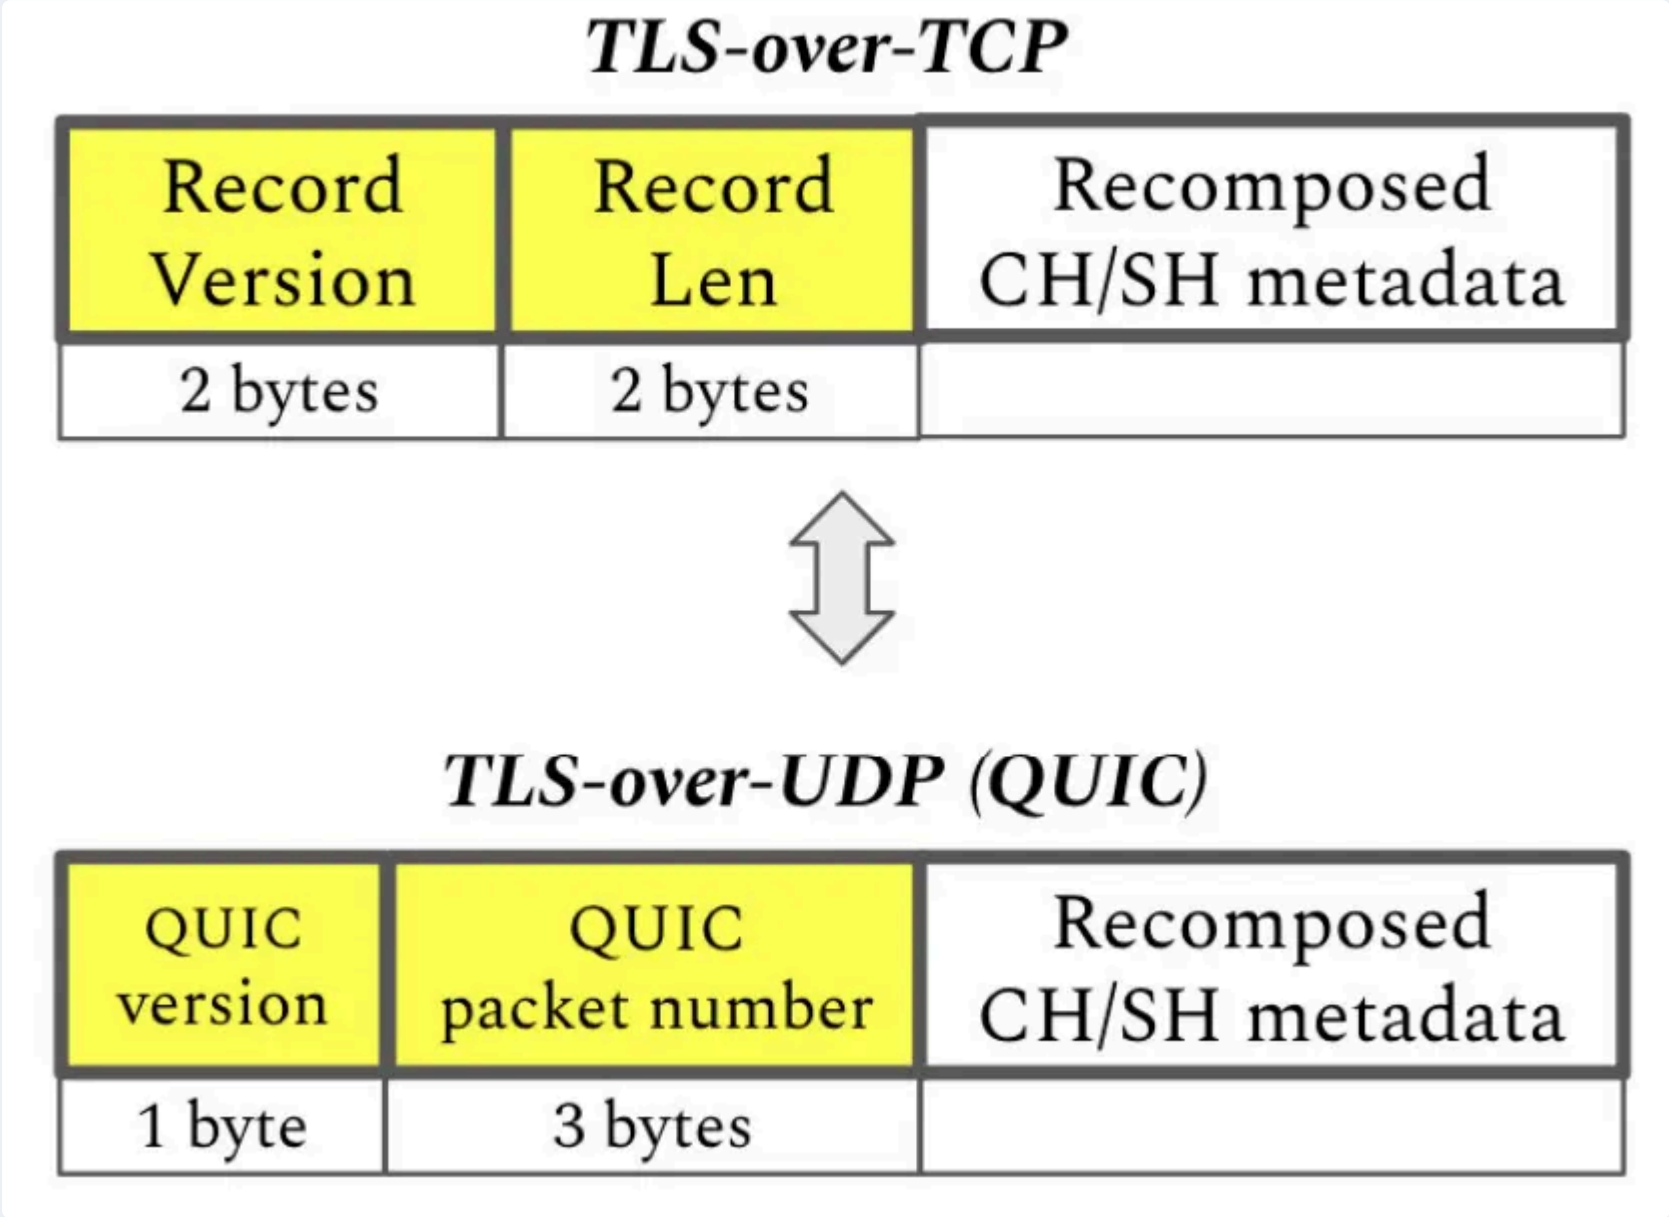 TLS-over-TCP
Record Record Recomposed
Version Len CH/SH metadata
2 bytes 2 bytes
TLS-over-UDP (QUIC)
QUIC QUIC Recomposed
version packet number CH/SH metadata
1 byte 3 bytes